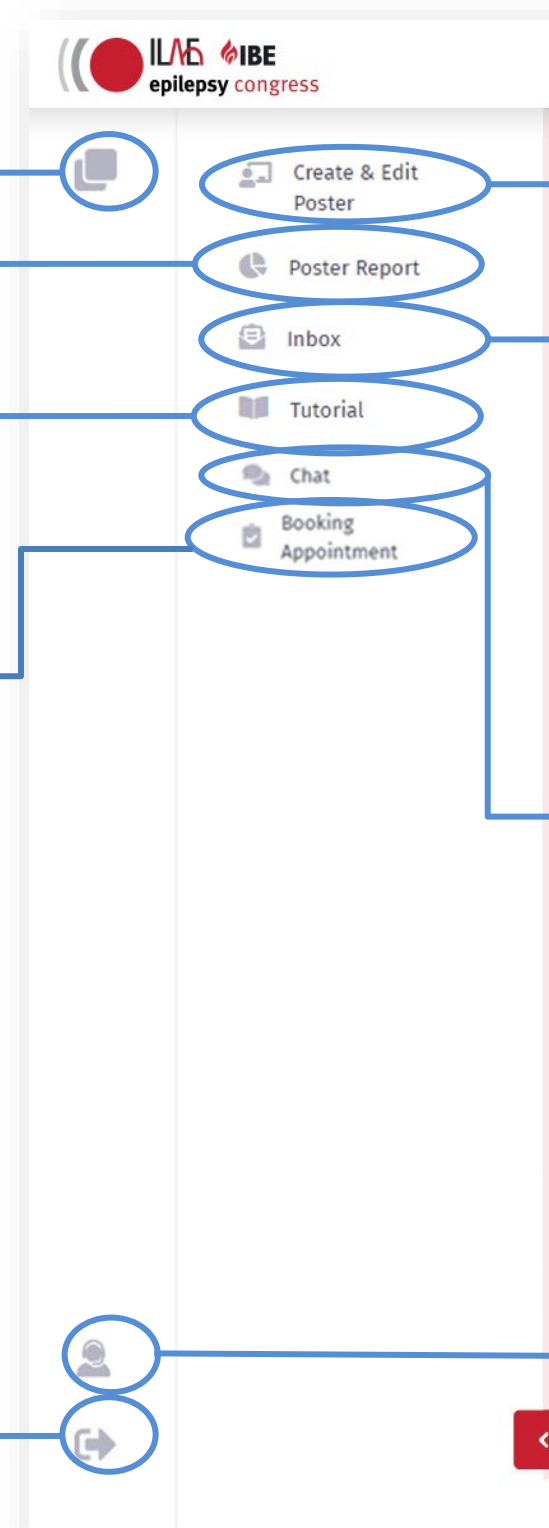 ILAE IBE
epilepsy congress
Create & Edit
Poster
Poster Report
Inbox
Tutorial
Chat
Booking
Appointment